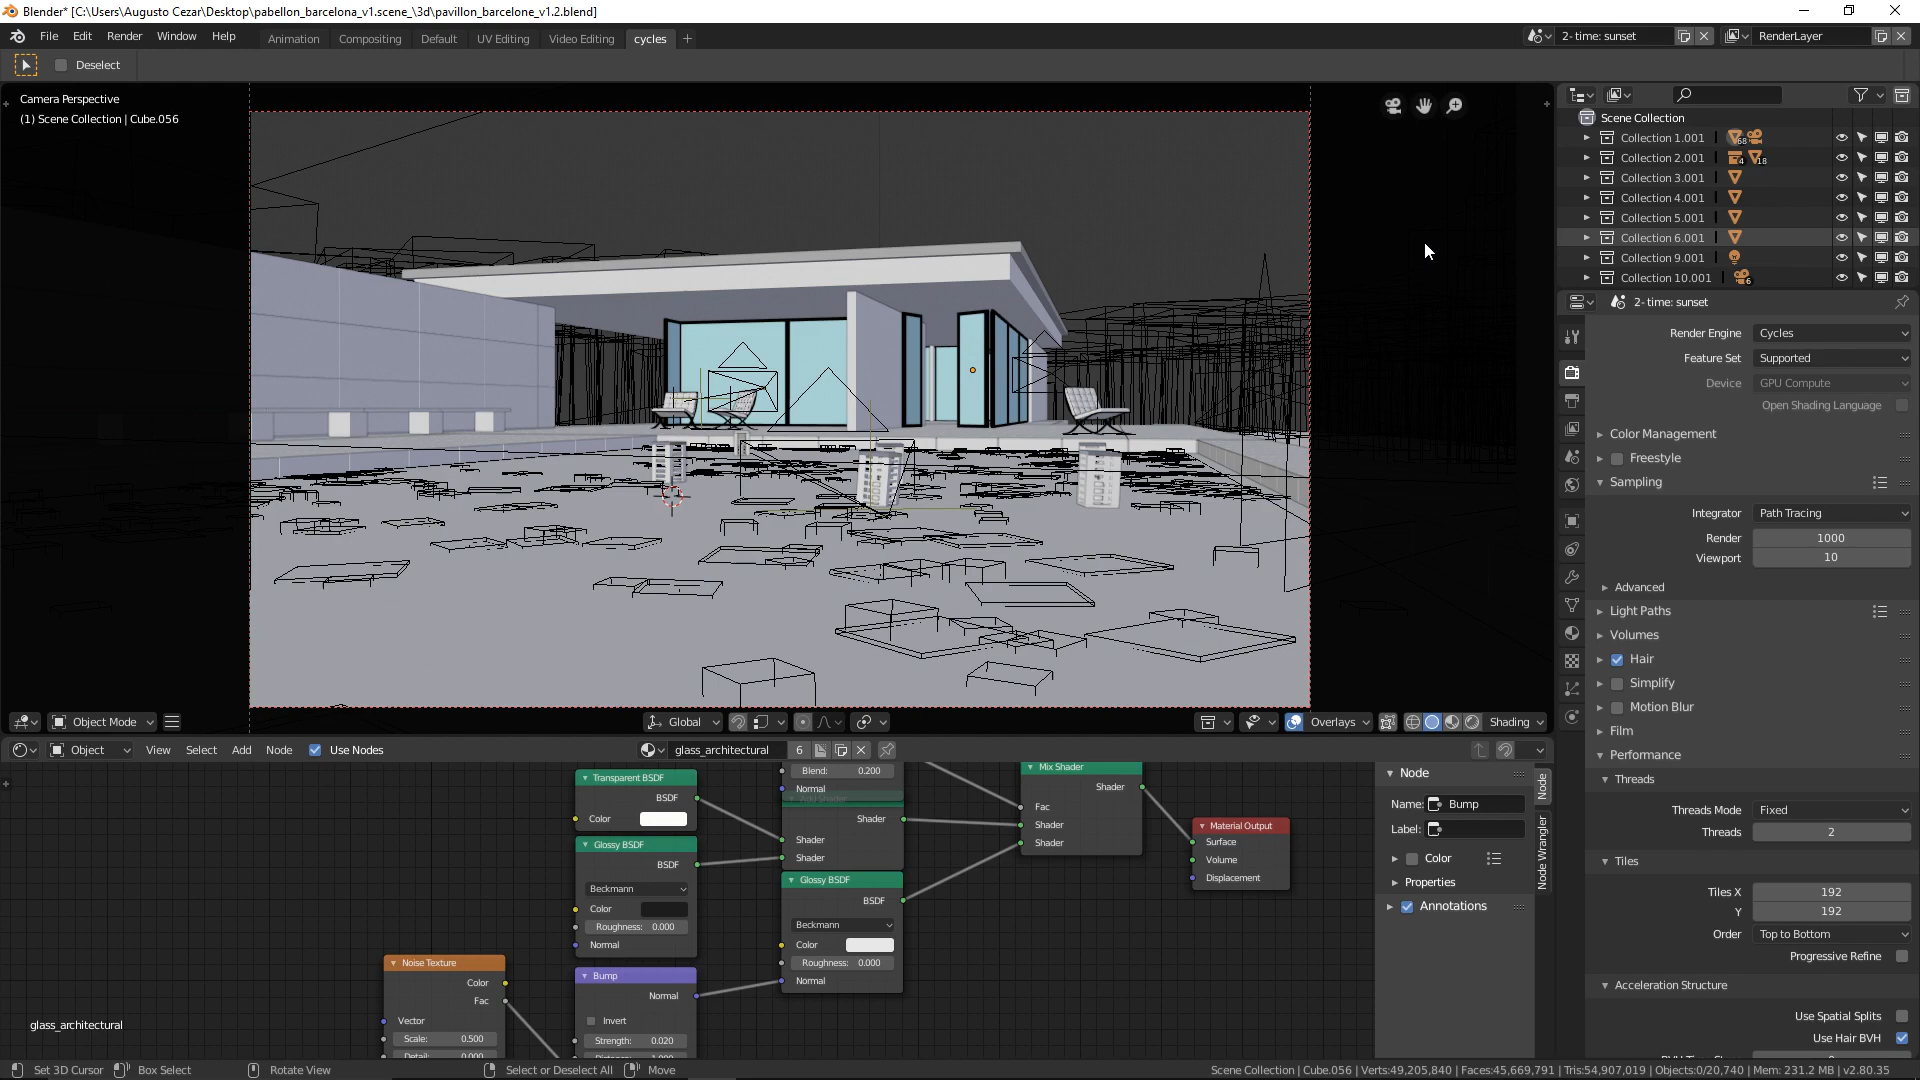 Blender* [C:\Users\Augusto Cezar\Desktop\pabellon_barcelona_v1.scene_\3d\pavillon_barcelone_v1.2.blend]
File Edit Render Window Help Animation Compositing Default UV Editing Video Editing cycles + 2- time: sunset RenderLayer
Deselect
Camera Perspective
(1) Scene Collection | Cube.056
Scene Collection
Collection 1.001 68
Collection 2.001 4 18
Collection 3.001
Collection 4.001
Collection 5.001
Collection 6.001
Collection 9.001
Collection 10.001 6
2- time: sunset
Render Engine Cycles
Feature Set Supported
Device GPU Compute
Open Shading Language
Color Management
Freestyle
Sampling
Integrator Path Tracing
Render 1000
Viewport 10
Advanced
Light Paths
Volumes
Hair
Simplify
Motion Blur
Film
Performance
Threads
Threads Mode Fixed
Threads 2
Tiles
Tiles X 192
Y 192
Order Top to Bottom
Progressive Refine
Acceleration Structure
Use Spatial Splits
Use Hair BVH
Object Mode Global Overlays Shading
Object View Select Add Node Use Nodes glass_architectural 6
Transparent BSDF
BSDF
Color
Glossy BSDF
BSDF
Beckmann
Color
Roughness: 0.000
Normal
Blend: 0.200
Normal
Shader
Shader
Shader
Glossy BSDF
BSDF
Beckmann
Color
Roughness: 0.000
Normal
Mix Shader
Shader
Fac
Shader
Shader
Material Output
Surface
Volume
Displacement
Noise Texture
Color
Fac
Vector
Scale: 0.500
Detail: 0.000
Bump
Normal
Invert
Strength: 0.020
glass_architectural
Node
Name: Bump
Label:
Color
Properties
Annotations
Node
Node Wrangler
Set 3D Cursor Box Select Rotate View Select or Deselect All Move Scene Collection | Cube.056 | Verts:49,205,840 | Faces:45,669,791 | Tris:54,907,019 | Objects:0/20,740 | Mem: 231.2 MB | v2.80.35